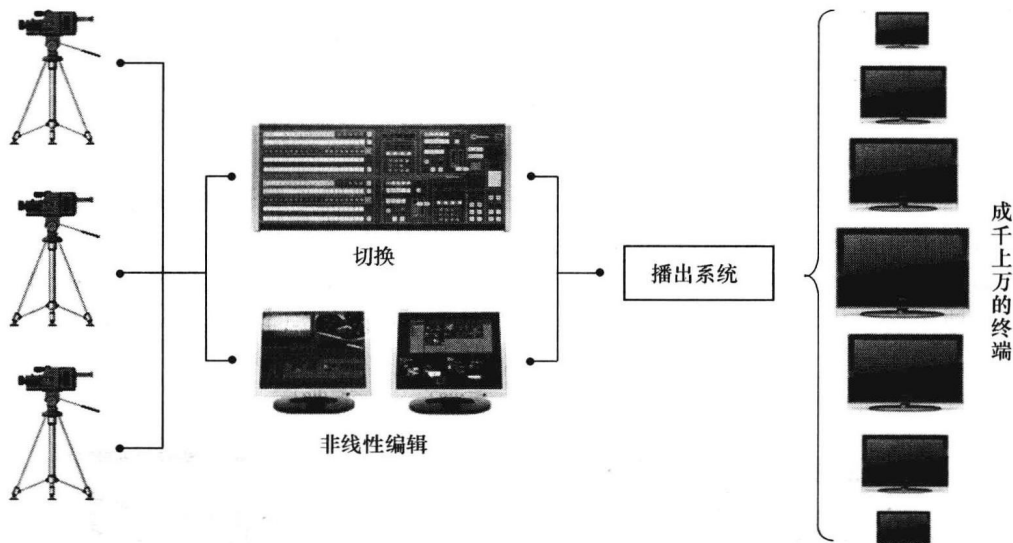 切换
非线性编辑
播出系统
成千上万的终端